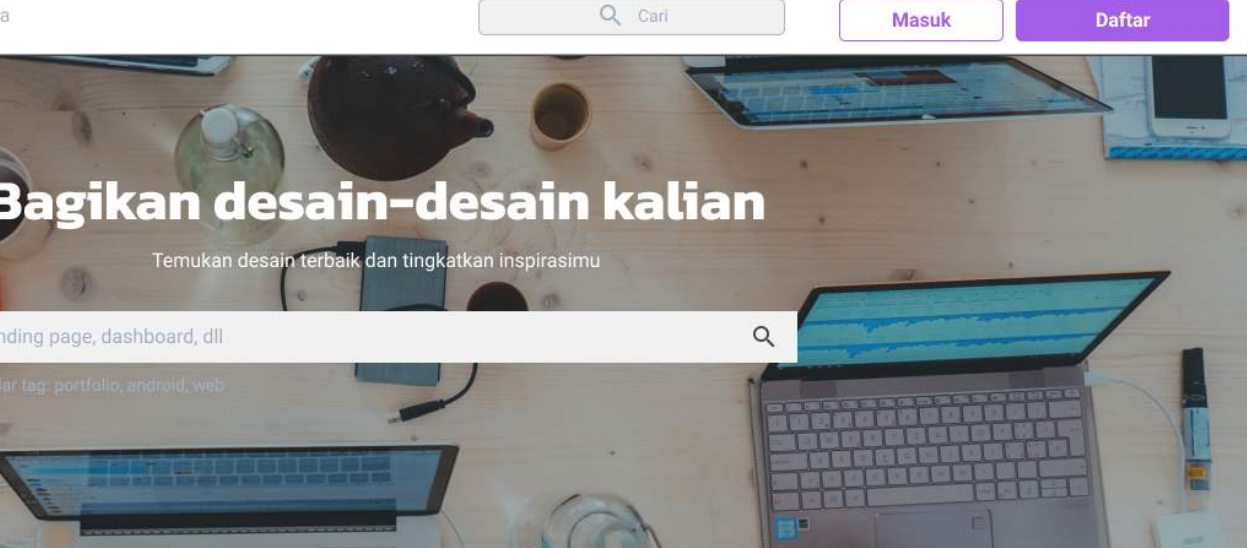 a
Cari
Masuk
Daftar
Bagikan desain-desain kalian
Temukan desain terbaik dan tingkatkan inspirasimu
nding page, dashboard, dll
lar tag: portfolio, android, web